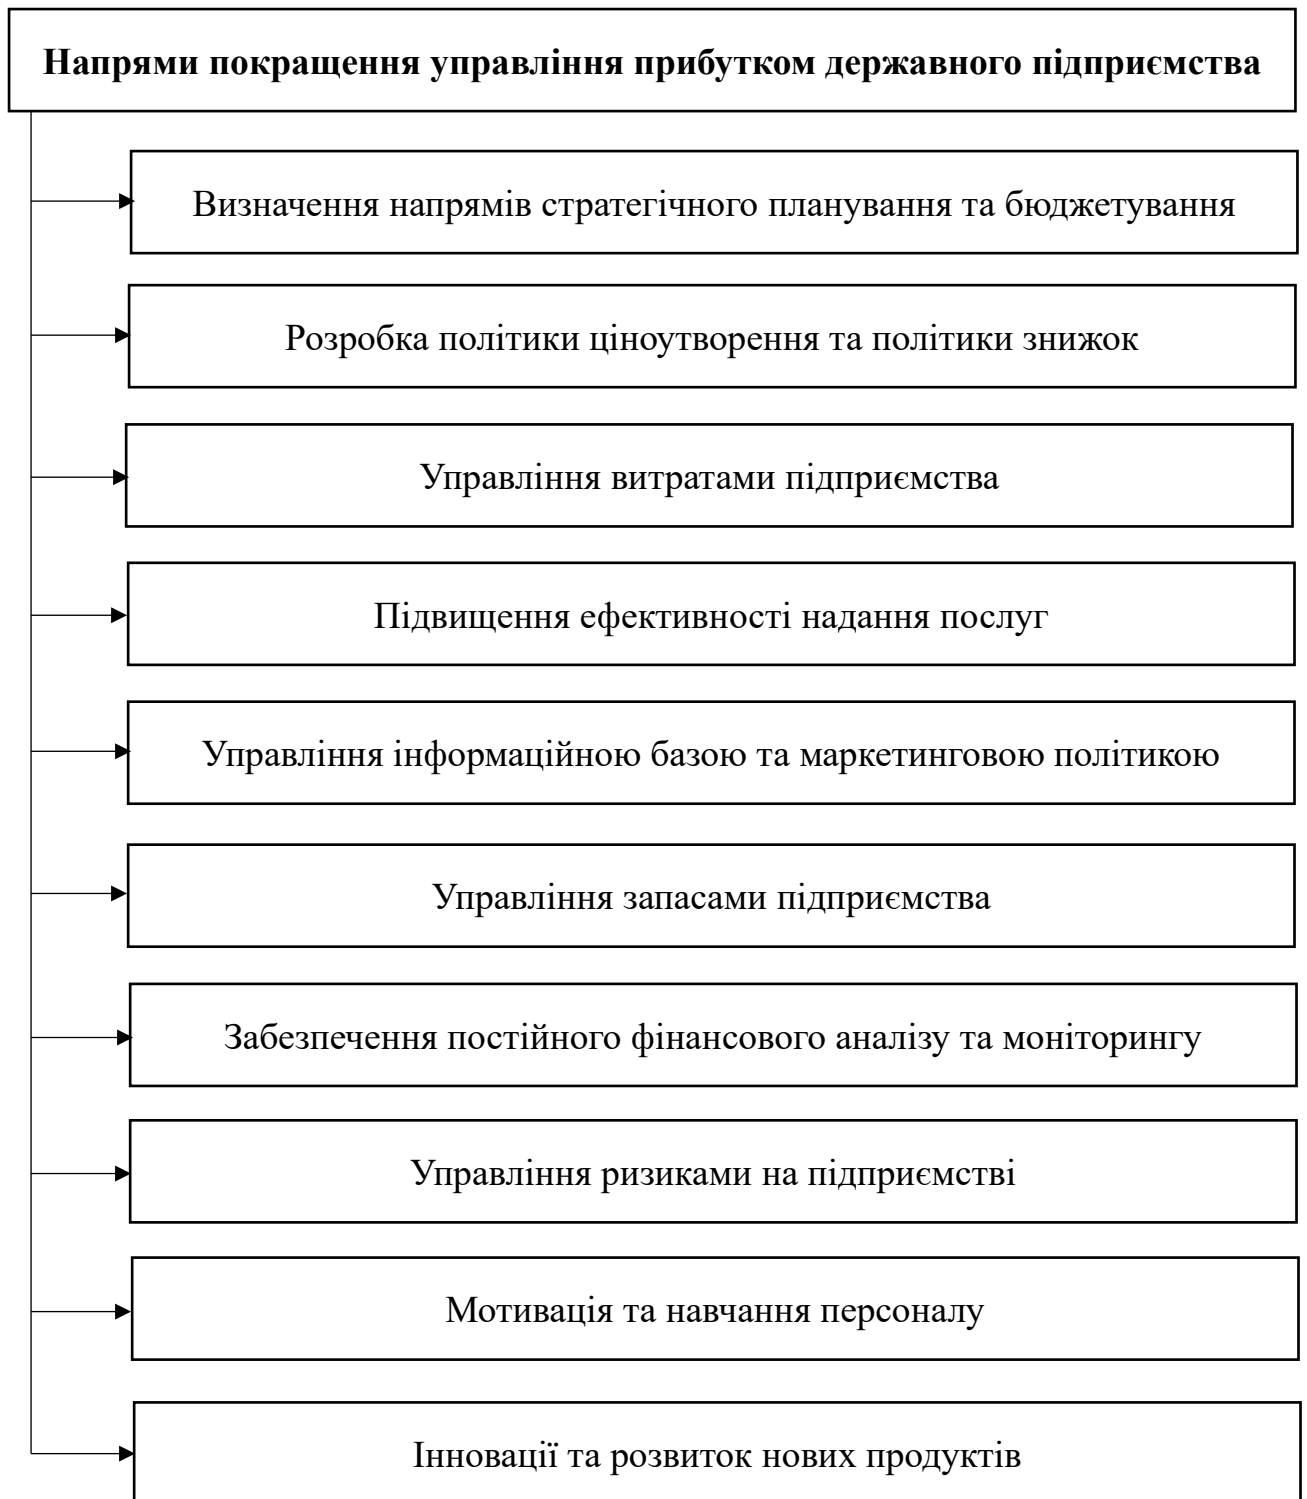 Напрями покращення управління прибутком державного підприємства
Визначення напрямів стратегічного планування та бюджетування
Розробка політики ціноутворення та політики знижок
Управління витратами підприємства
Підвищення ефективності надання послуг
Управління інформаційною базою та маркетинговою політикою
Управління запасами підприємства
Забезпечення постійного фінансового аналізу та моніторингу
Управління ризиками на підприємстві
Мотивація та навчання персоналу
Інновації та розвиток нових продуктів